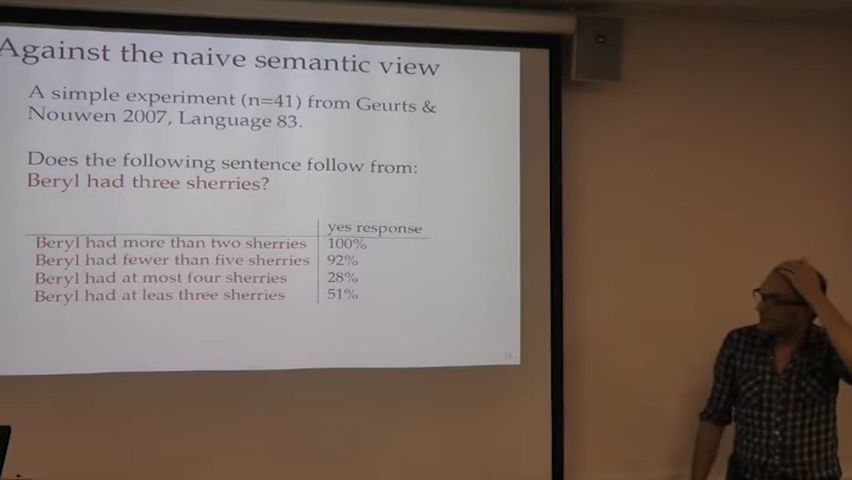 Against the naive semantic view
A simple experiment (n=41) from Geurts &
Nouwen 2007, Language 83.
Does the following sentence follow from:
Beryl had three sherries?
yes response
Beryl had more than two sherries 100%
Beryl had fewer than five sherries 92%
Beryl had at most four sherries 28%
Beryl had at leas three sherries 51%